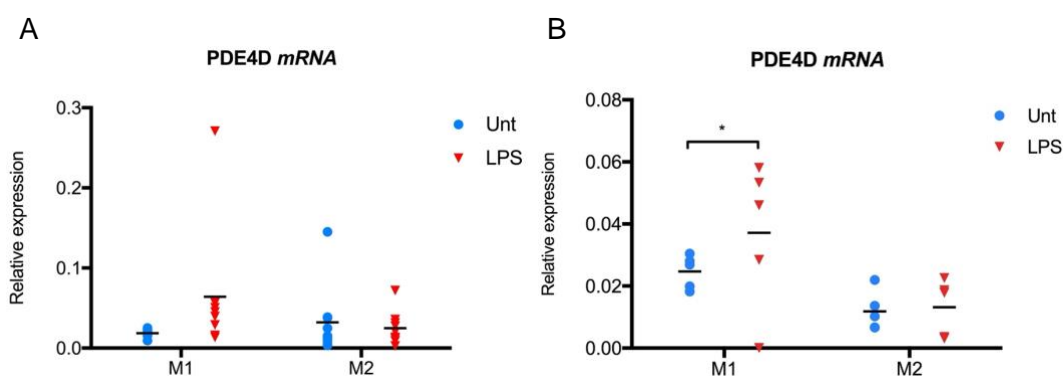 A
PDE4D mRNA
Relative expression
0.3
0.2
0.1
0.0
M1
M2
Unt
LPS
B
PDE4D mRNA
Relative expression
0.08
0.06
0.04
0.02
0.00
*
M1
M2
Unt
LPS